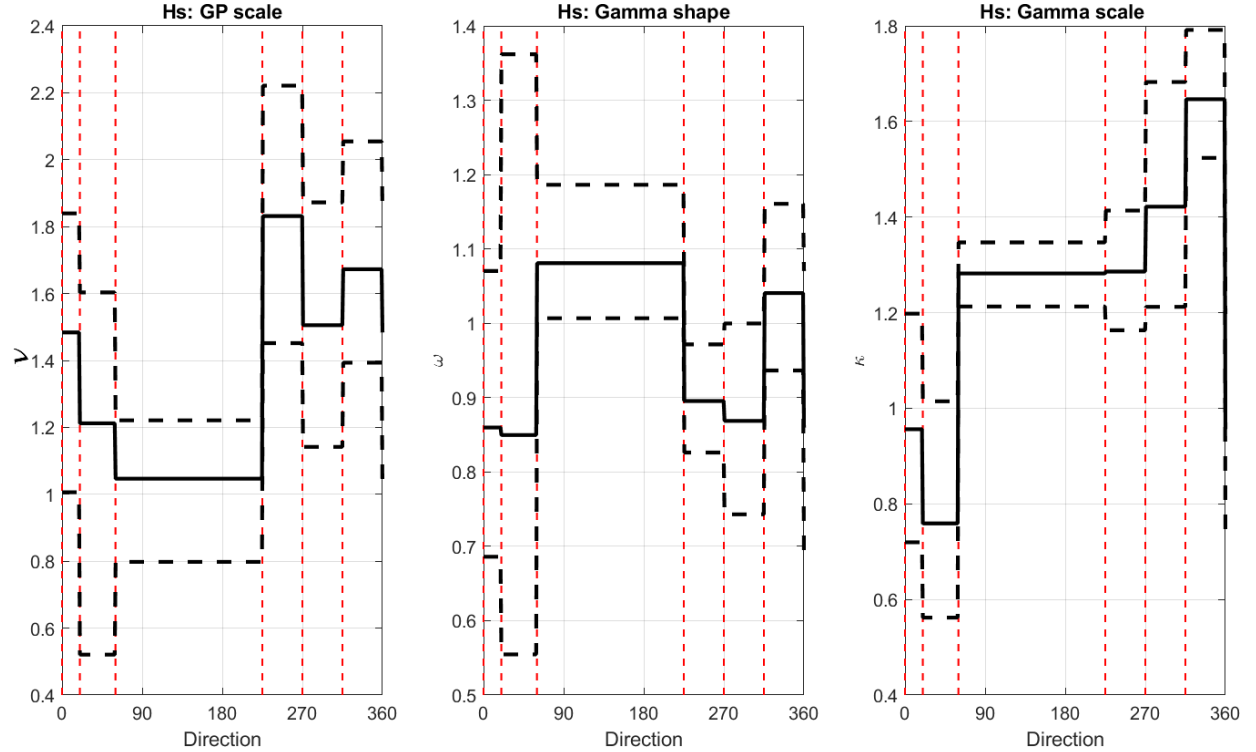 Hs: GP scale
2.4
2.2
2
1.8
1.6
1.4
1.2
1
0.8
0.6
0.4
ν
0 90 180 270 360
Direction
Hs: Gamma shape
1.4
1.3
1.2
1.1
1
0.9
0.8
0.7
0.6
0.5
ω
0 90 180 270 360
Direction
Hs: Gamma scale
1.8
1.6
1.4
1.2
1
0.8
0.6
0.4
κ
0 90 180 270 360
Direction